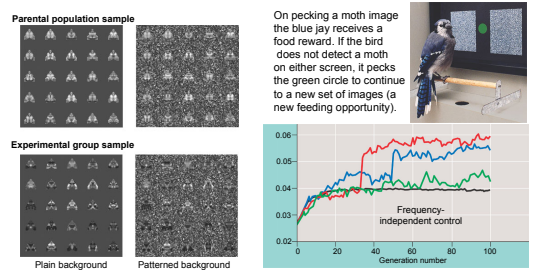 Parental population sample
Experimental group sample
Plain background
Patterned background
On pecking a moth image
the blue jay receives a
food reward. If the bird
does not detect a moth
on either screen, it pecks
the green circle to continue
to a new set of images (a
new feeding opportunity).
0.06
0.05
0.04
0.03
0.02
Frequency-
independent control
0
20
40
60
80
100
Generation number